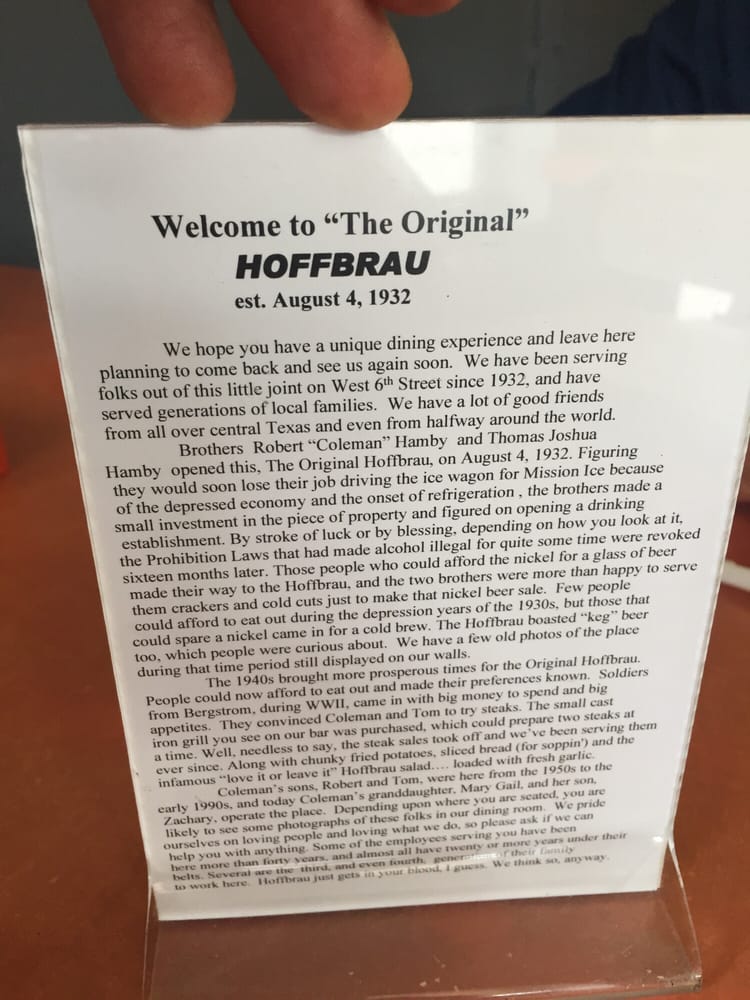 Welcome to “The Original”
HOFFBRAU
est. August 4, 1932
We hope you have a unique dining experience and leave here
planning to come back and see us again soon. We have been serving
folks out of this little joint on West 6th Street since 1932, and have
served generations of local families. We have a lot of good friends
from all over central Texas and even from halfway around the world.
Brothers Robert “Coleman” Hamby and Thomas Joshua
Hamby opened this, The Original Hoffbrau, on August 4, 1932. Figuring
they would soon lose their job driving the ice wagon for Mission Ice because
of the depressed economy and the onset of refrigeration , the brothers made a
small investment in the piece of property and figured on opening a drinking
establishment. By stroke of luck or by blessing, depending on how you look at it,
the Prohibition Laws that had made alcohol illegal for quite some time were revoked
sixteen months later. Those people who could afford the nickel for a glass of beer
made their way to the Hoffbrau, and the two brothers were more than happy to serve
them crackers and cold cuts just to make that nickel beer sale. Few people
could afford to eat out during the depression years of the 1930s, but those that
could spare a nickel came in for a cold brew. The Hoffbrau boasted “keg” beer
too, which people were curious about. We have a few old photos of the place
during that time period still displayed on our walls.
The 1940s brought more prosperous times for the Original Hoffbrau.
People could now afford to eat out and made their preferences known. Soldiers
from Bergstrom, during WWII, came in with big money to spend and big
appetites. They convinced Coleman and Tom to try steaks. The small cast
iron grill you see on our bar was purchased, which could prepare two steaks at
a time. Well, needless to say, the steak sales took off and we’ve been serving them
ever since. Along with chunky fried potatoes, sliced bread (for soppin’) and the
infamous “love it or leave it” Hoffbrau salad…. loaded with fresh garlic.
Coleman’s sons, Robert and Tom, were here from the 1950s to the
early 1990s, and today Coleman’s granddaughter, Mary Gail, and her son,
Zachary, operate the place. Depending upon where you are seated, you are
likely to see some photographs of these folks in our dining room. We pride
ourselves on loving people and loving what we do, so please ask if we can
help you with anything. Some of the employees serving you have been
here more than forty years, and almost all have twenty or more years under their
belts. Several are the third, and even fourth, generations of their family
to work here. Hoffbrau just gets in your blood, I guess. We think so, anyway.